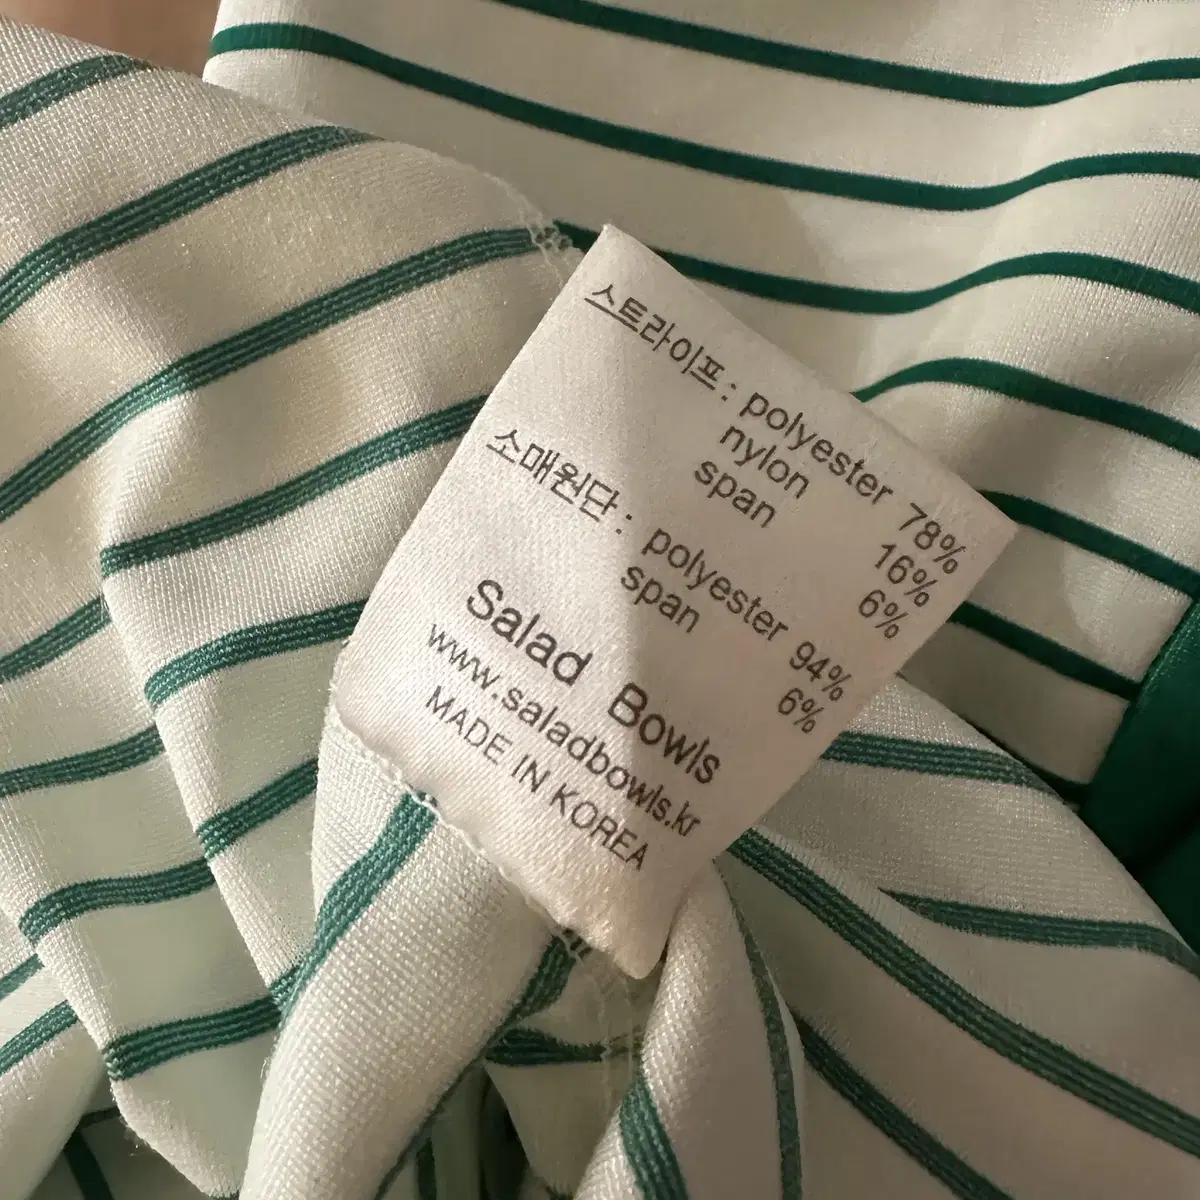 스트라이프 : polyester 78%
nylon 16%
span 6%
소매원단 : polyester 94%
span 6%
Salad Bowls
www.saladbowls.kr
MADE IN KOREA